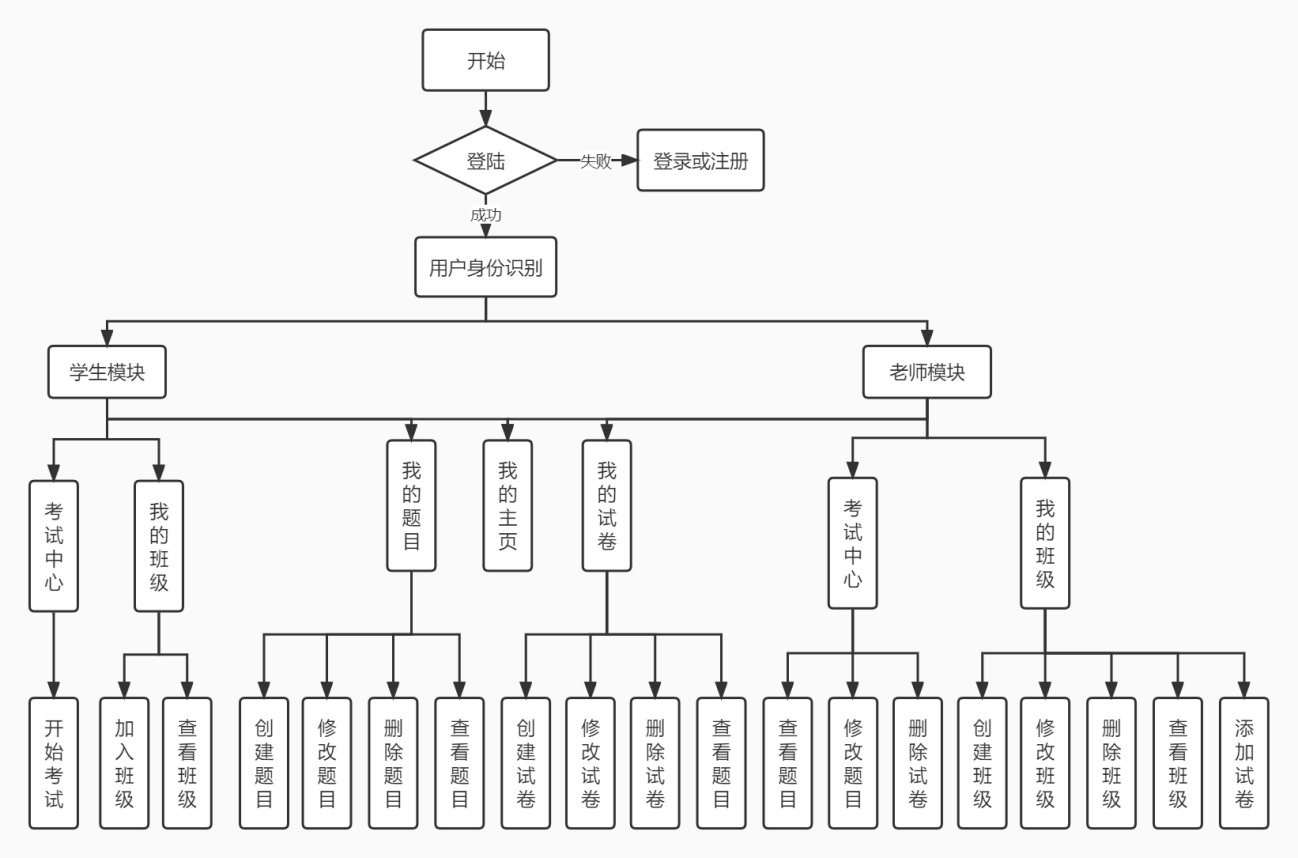 开始
登陆
失败
登录或注册
成功
用户身份识别
学生模块
老师模块
考试中心
我的班级
我的题目
我的主页
我的试卷
考试中心
我的班级
开始考试
加入班级
查看班级
创建题目
修改题目
删除题目
查看题目
创建试卷
修改试卷
删除试卷
查看题目
查看题目
修改题目
删除试卷
创建班级
修改班级
删除班级
查看班级
添加试卷